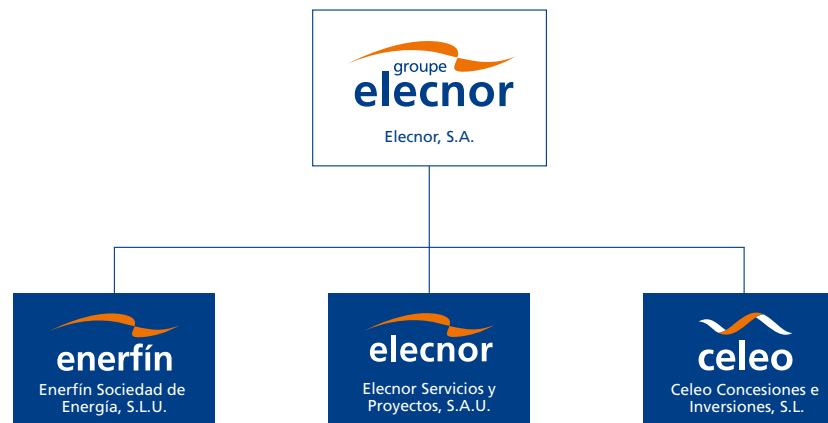 groupe
elecnor
Elecnor, S.A.
enerfín
Enerfín Sociedad de
Energía, S.L.U.
elecnor
Elecnor Servicios y
Proyectos, S.A.U.
celeo
Celeo Concesiones e
Inversiones, S.L.